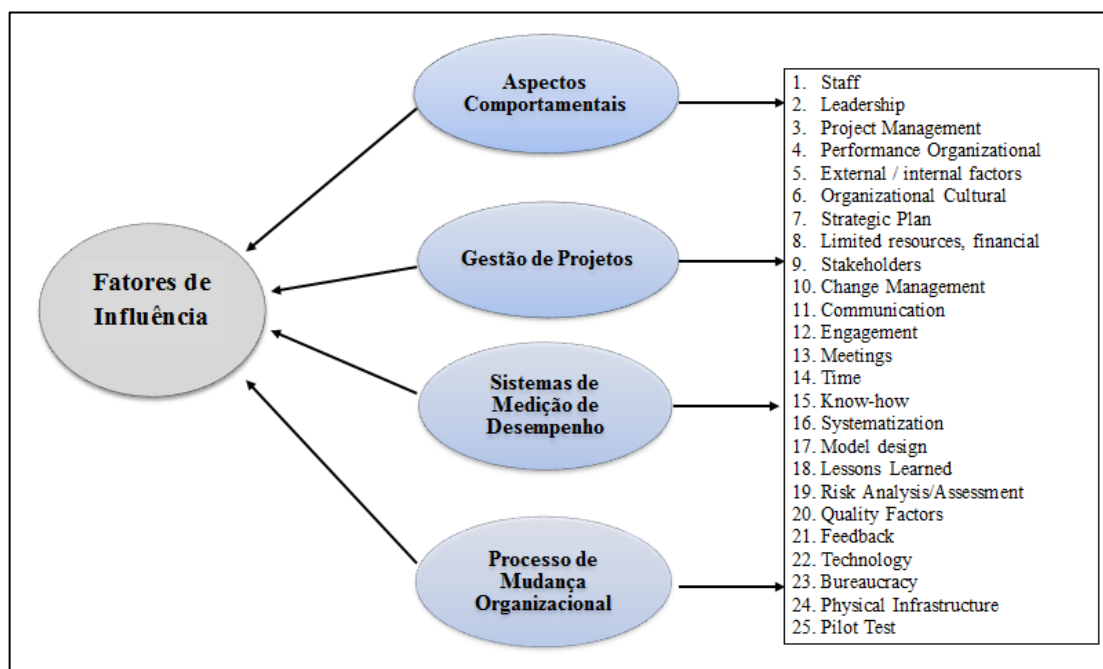 Fatores de
Influência
Aspectos
Comportamentais
Gestão de Projetos
Sistemas de
Medição de
Desempenho
Processo de
Mudança
Organizacional
1. Staff
2. Leadership
3. Project Management
4. Performance Organizational
5. External / internal factors
6. Organizational Cultural
7. Strategic Plan
8. Limited resources, financial
9. Stakeholders
10. Change Management
11. Communication
12. Engagement
13. Meetings
14. Time
15. Know-how
16. Systematization
17. Model design
18. Lessons Learned
19. Risk Analysis/Assessment
20. Quality Factors
21. Feedback
22. Technology
23. Bureaucracy
24. Physical Infrastructure
25. Pilot Test